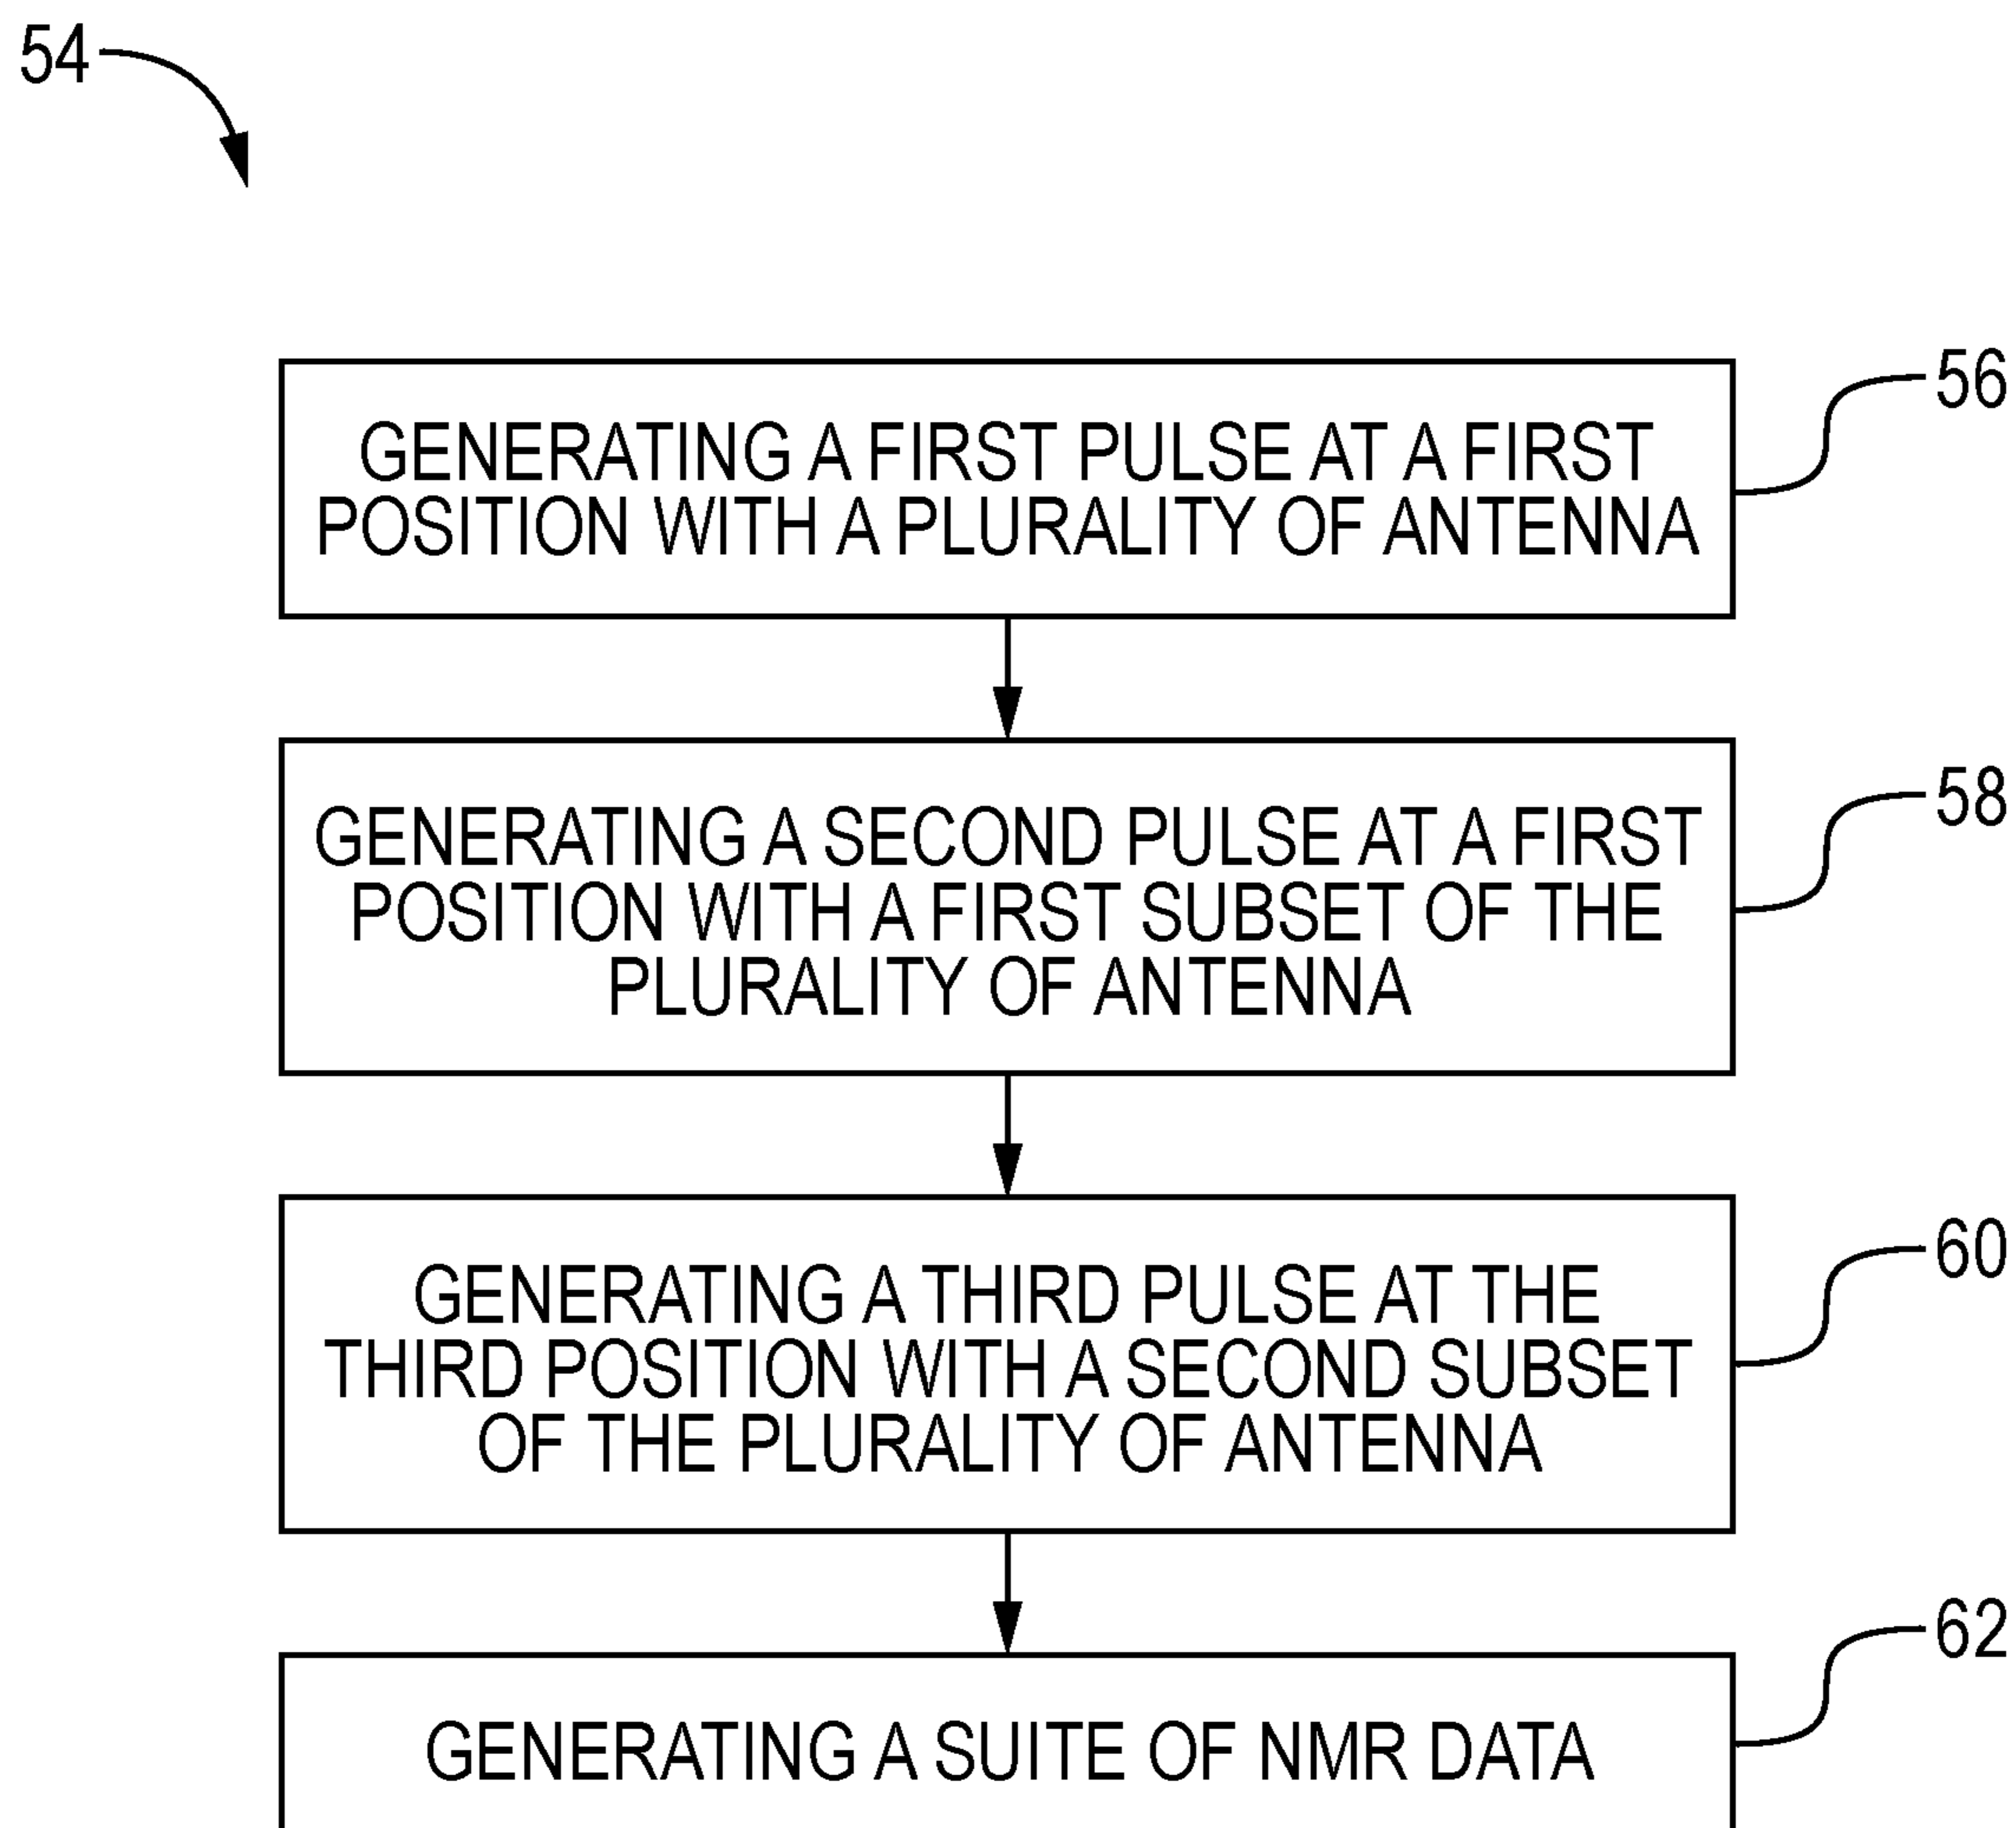 54
56
GENERATING A FIRST PULSE AT A FIRST
POSITION WITH A PLURALITY OF ANTENNA
58
GENERATING A SECOND PULSE AT A FIRST
POSITION WITH A FIRST SUBSET OF THE
PLURALITY OF ANTENNA
60
GENERATING A THIRD PULSE AT THE
THIRD POSITION WITH A SECOND SUBSET
OF THE PLURALITY OF ANTENNA
62
GENERATING A SUITE OF NMR DATA